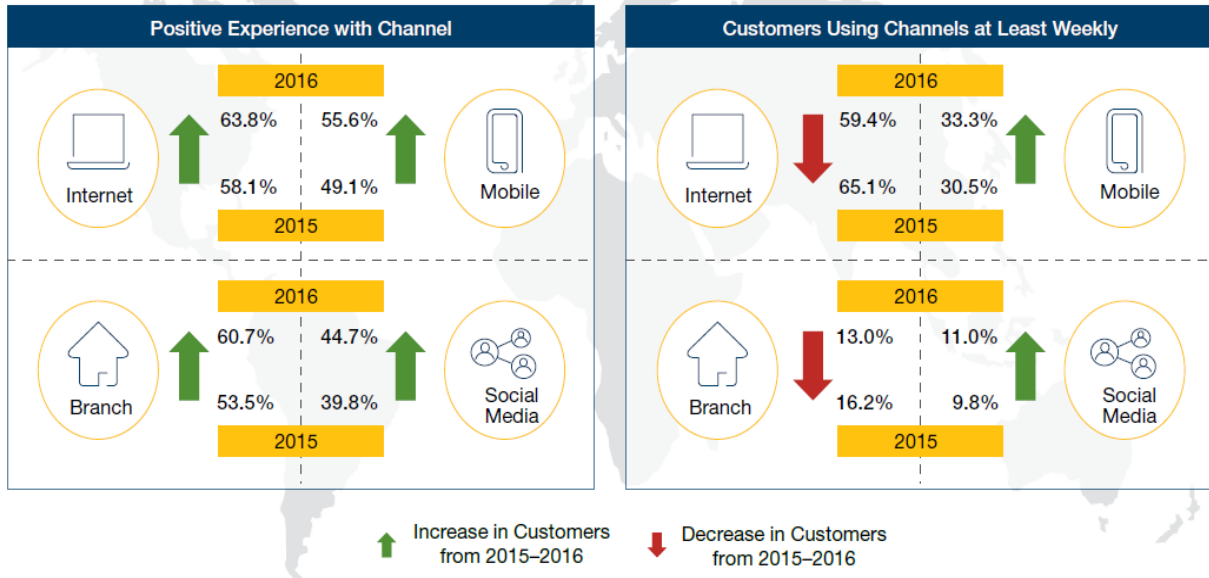 Positive Experience with Channel
2016
63.8% 55.6%
Internet
Mobile
58.1% 49.1%
2015
2016
60.7% 44.7%
Branch
Social
Media
53.5% 39.8%
2015
Customers Using Channels at Least Weekly
2016
59.4% 33.3%
Internet
Mobile
65.1% 30.5%
2015
2016
13.0% 11.0%
Branch
Social
Media
16.2% 9.8%
2015
Increase in Customers
from 2015–2016
Decrease in Customers
from 2015–2016